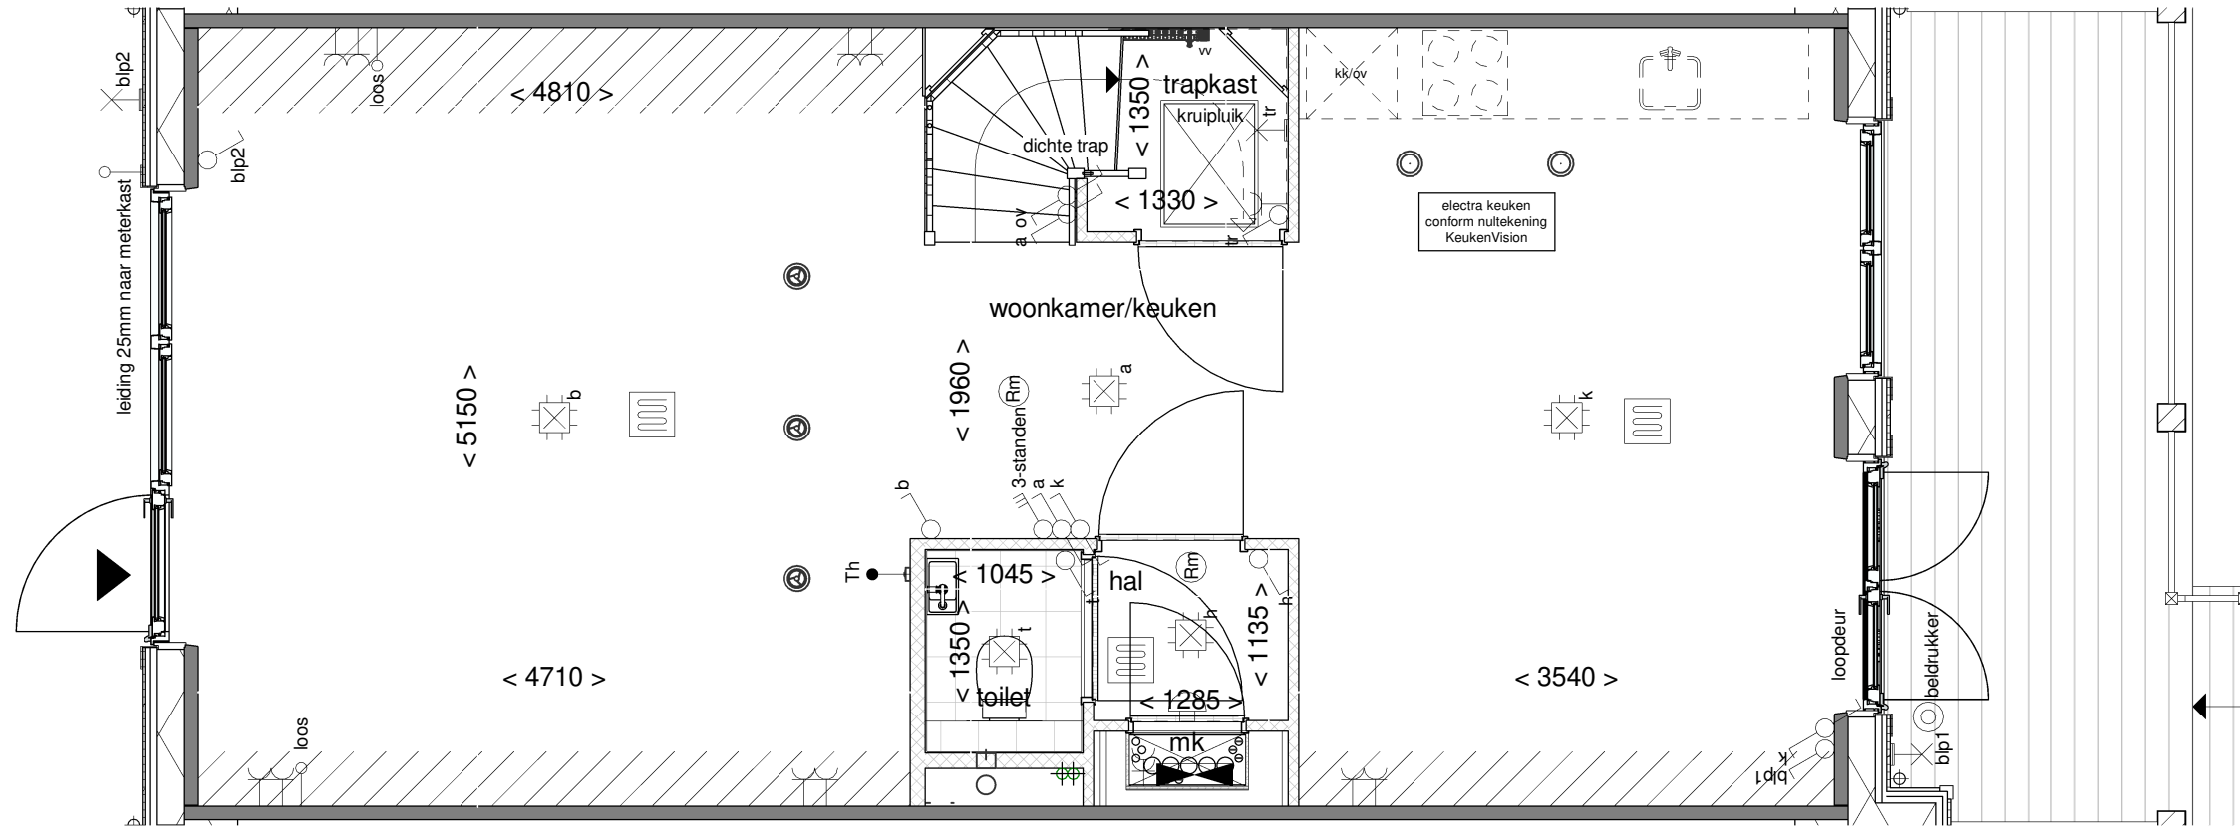 blp2
loos
< 4810 >
vv
< 1350 >
trapkast
kk/ov
kruipluik
tr
blp2
dichte trap
leiding 25mm naar meterkast
< 1330 >
a ov
tr
electra keuken
conform nultekening
KeukenVision
woonkamer/keuken
< 5150 >
b
< 1960 >
Rm
a
k
b
3-standen
a
k
Th
< 1045 >
t
hal
Rm
h
< 1350 >
t
h
< 1135 >
loopdeur
beldrukker
< 4710 >
toilet
< 1285 >
< 3540 >
loos
mk
k
blp1
blp1